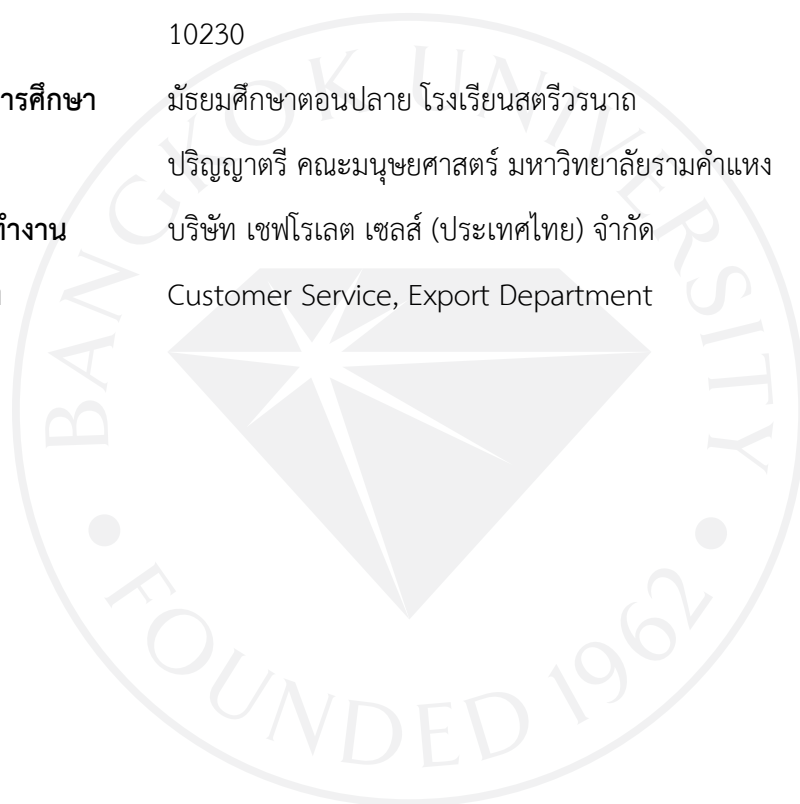 10230
ารศึกษา มัธยมศึกษาตอนปลาย โรงเรียนสตรีวรนาถ
ปริญญาตรี คณะมนุษยศาสตร์ มหาวิทยาลัยรามคำแหง
ทำงาน บริษัท เชฟโรเลต เซลส์ (ประเทศไทย) จำกัด
Customer Service, Export Department
BANGKOK UNIVERSITY
FOUNDED 1962